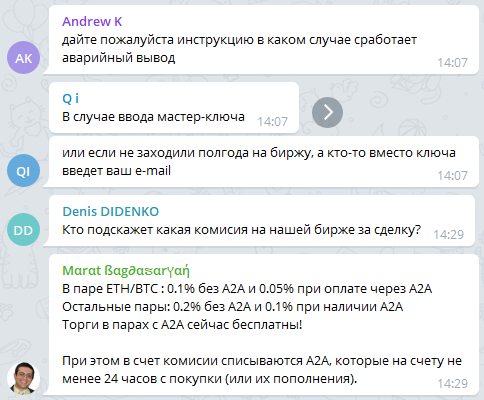 Andrew K
дайте пожалуйста инструкцию в каком случае сработает
аварийный вывод
AK
14:07
Q i
В случае ввода мастер-ключа
14:07
или если не заходили полгода на биржу, а кто-то вместо ключа
введет ваш e-mail
QI
14:07
Denis DIDENKO
Кто подскажет какая комисия на нашей бирже за сделку?
DD
14:29
Marat ßɑg∂ɑsɑrγɑή
В паре ETH/BTC : 0.1% без A2A и 0.05% при оплате через A2A
Остальные пары: 0.2% без A2A и 0.1% при наличии A2A
Торги в парах с A2A сейчас бесплатны!
При этом в счет комисии списываются A2A, которые на счету не
менее 24 часов с покупки (или их пополнения).
14:29